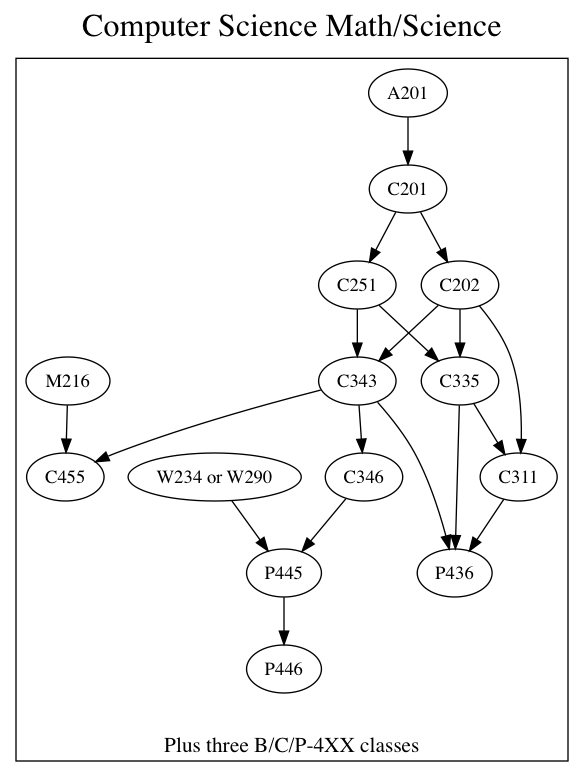 Computer Science Math/Science
A201
C201
C251
C202
M216
C343
C335
C455
W234 or W290
C346
C311
P445
P436
P446
Plus three B/C/P-4XX classes